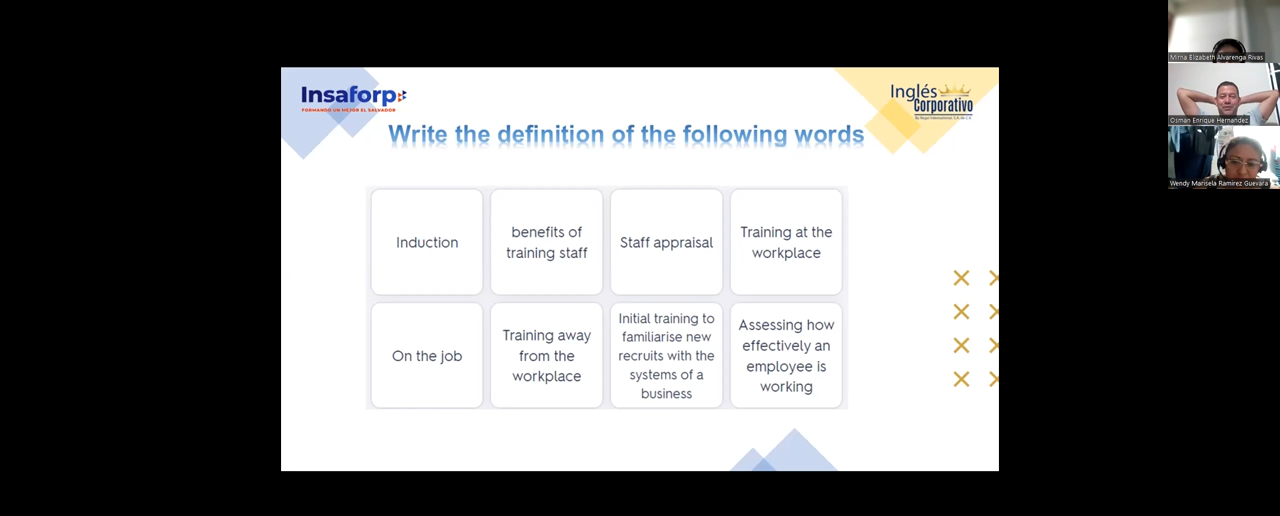 Insaforp
FORMANDO UN MEJOR EL SALVADOR
Inglés
Corporativo
Write the definition of the following words
Induction
benefits of
training staff
Staff appraisal
Training at the
workplace
On the job
Training away
from the
workplace
Initial training to
familiarise new
recruits with the
systems of a
business
Assessing how
effectively an
employee is
working
Mirna Elizabeth Alvarenga Rivas
Osman Enrique Hernandez
Wendy Marisela Ramirez Guevara